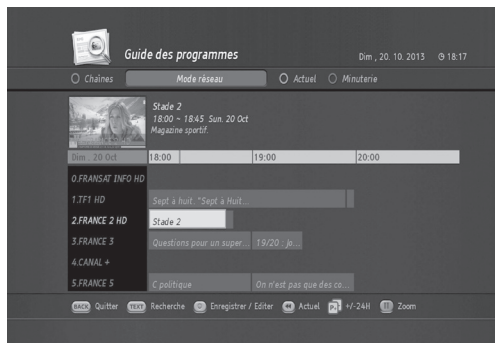 Guide des programmes
Dim , 20. 10. 2013 18:17
Chaînes Mode réseau Actuel Minuterie
Stade 2
18:00 ~ 18:45 Sun. 20 Oct
Magazine sportif.
Dim . 20 Oct 18:00 19:00 20:00
0.FRANSAT INFO HD
1.TF1 HD Sept à huit. "Sept à Huit...
2.FRANCE 2 HD Stade 2
3.FRANCE 3 Questions pour un super... 19/20 : Jo...
4.CANAL +
5.FRANCE 5 C politique On n'est pas que des co...
BACK Quitter TEXT Recherche Enregistrer / Editer Actuel +/-24H Zoom